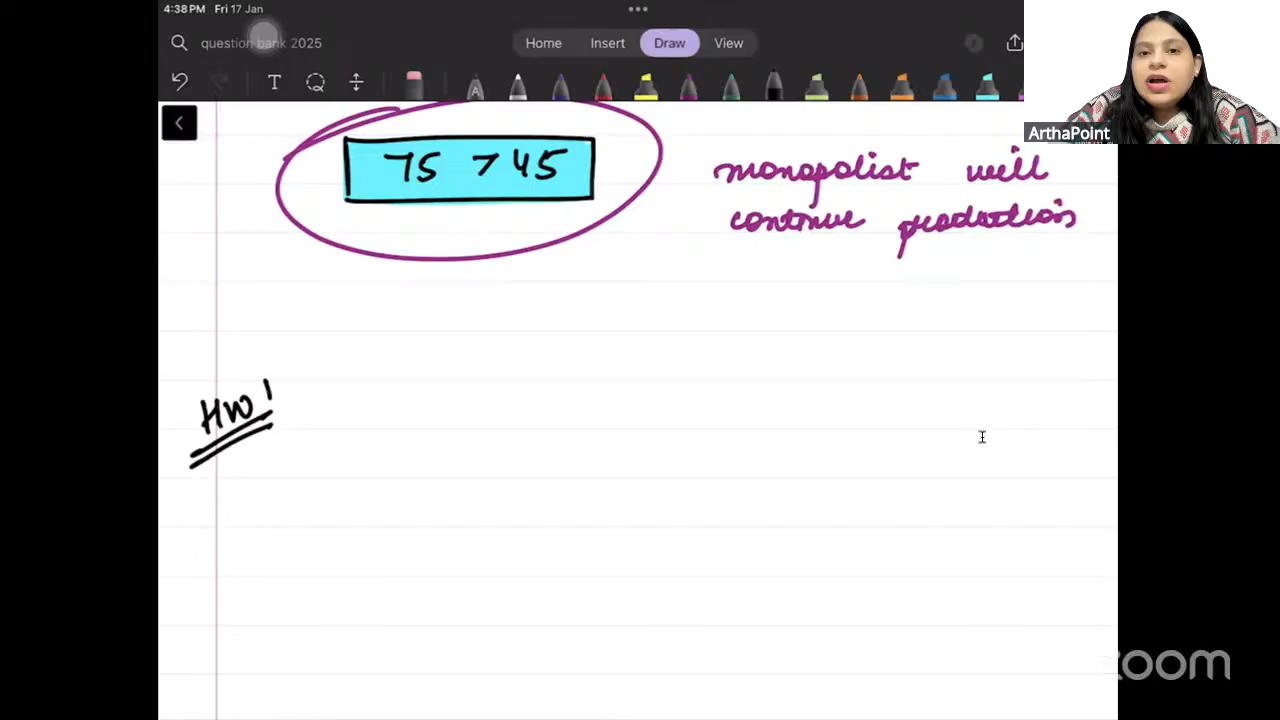 4:38 PM Fri 17 Jan
question bank 2025
Home Insert Draw View
T
A
ArthaPoint
75 > 45
monopolist will
continue production
HW 1
zoom